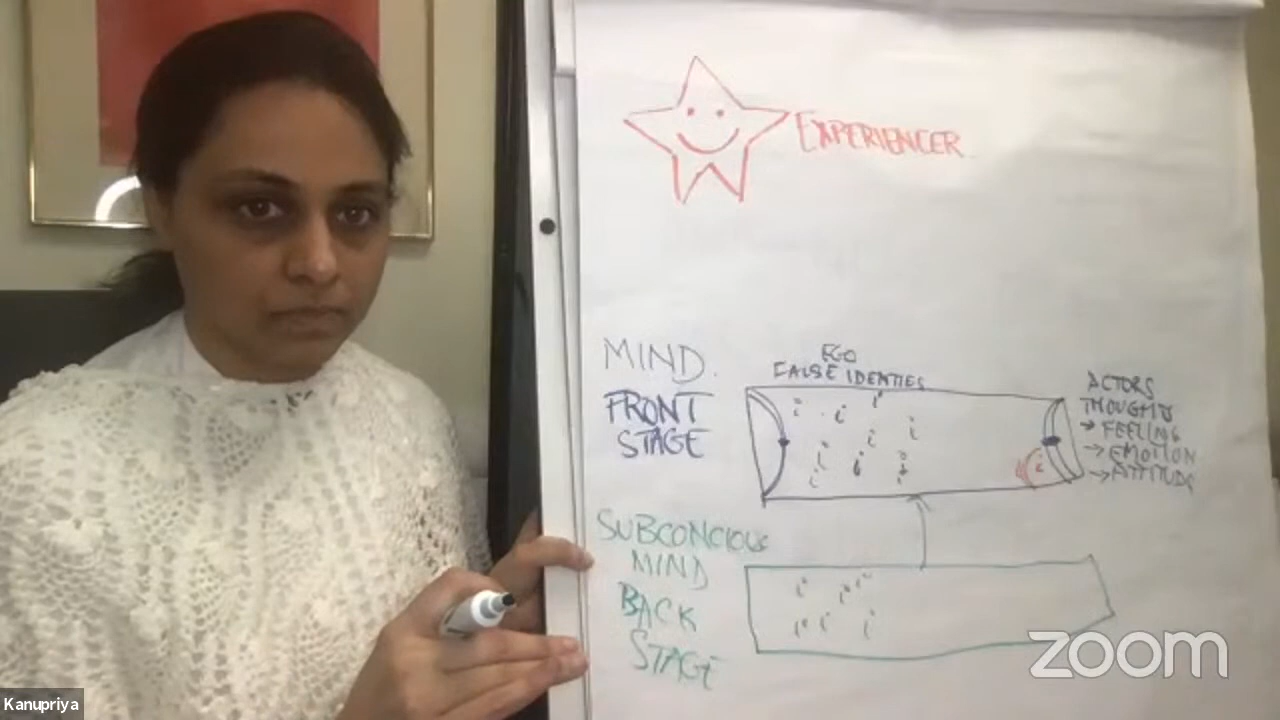 EXPERIENCER
MIND.
FRONT
STAGE
EGO
FALSE IDENTIES
ACTORS
THOUGHTS
→ FEELING
→ EMOTION
→ ATTITUDE
SUBCONCIOUS
MIND
BACK
STAGE
zoom
Kanupriya